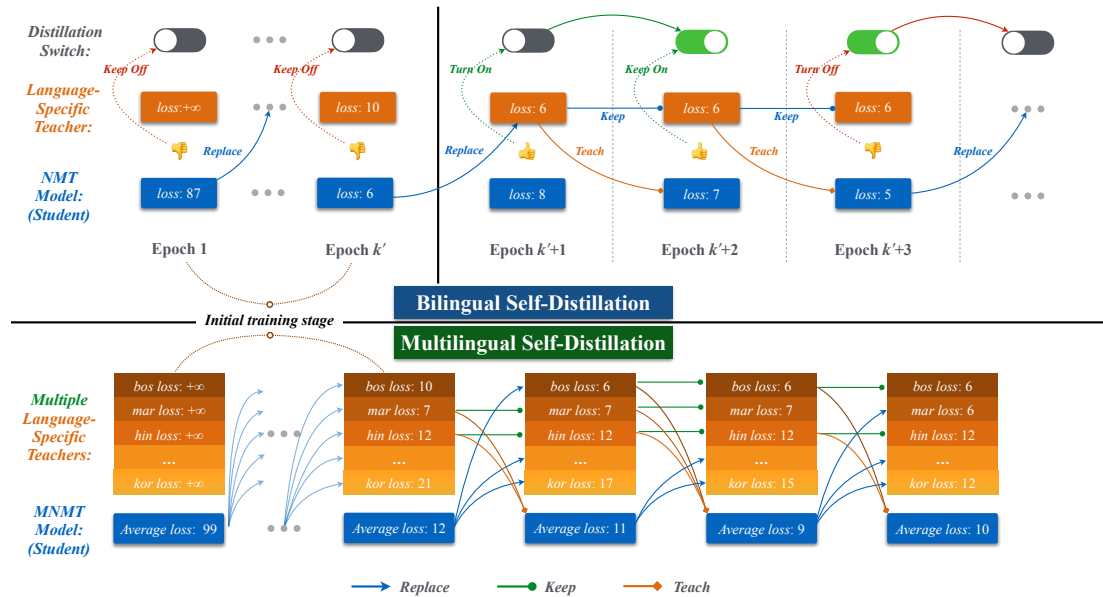 Distillation
Switch:
Keep Off
Keep Off
Turn On
Keep On
Turn Off
Language-
Specific
Teacher:
loss:+∞
loss: 10
loss: 6
loss: 6
loss: 6
Keep
Keep
Replace
Replace
Teach
Teach
Replace
NMT
Model:
(Student)
loss: 87
loss: 6
loss: 8
loss: 7
loss: 5
Epoch 1
Epoch k'
Epoch k'+1
Epoch k'+2
Epoch k'+3
Bilingual Self-Distillation
Initial training stage
Multilingual Self-Distillation
Multiple
Language-
Specific
Teachers:
bos loss: +∞
mar loss: +∞
hin loss: +∞
...
kor loss: +∞
bos loss: 10
mar loss: 7
hin loss: 12
...
kor loss: 21
bos loss: 6
mar loss: 7
hin loss: 12
...
kor loss: 17
bos loss: 6
mar loss: 7
hin loss: 12
...
kor loss: 15
bos loss: 6
mar loss: 6
hin loss: 12
...
kor loss: 12
MNMT
Model:
(Student)
Average loss: 99
Average loss: 12
Average loss: 11
Average loss: 9
Average loss: 10
Replace
Keep
Teach